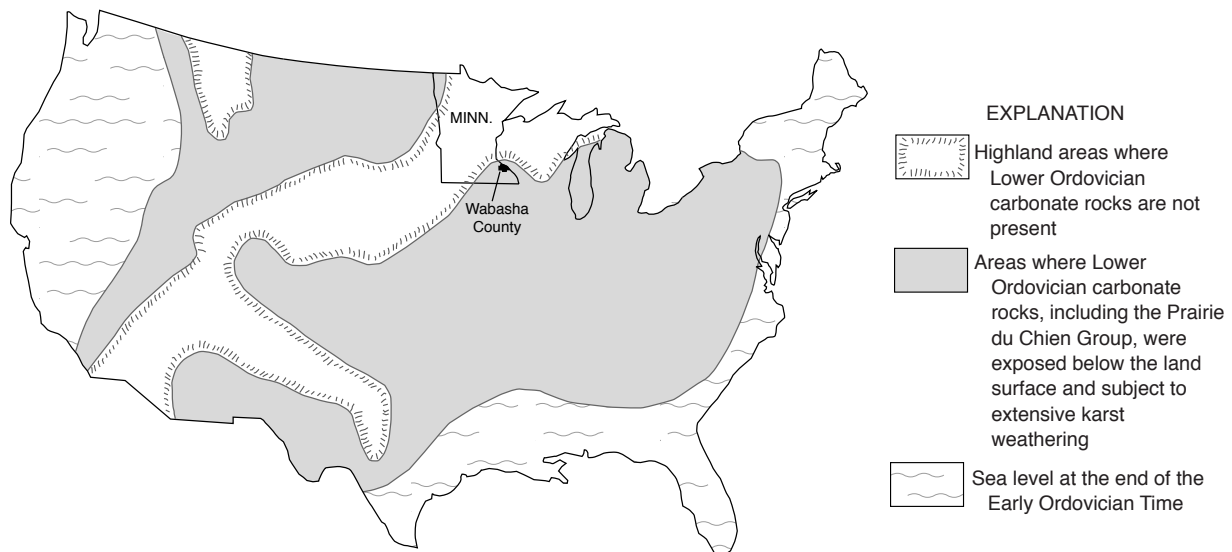 MINN.
Wabasha
County
EXPLANATION
Highland areas where
Lower Ordovician
carbonate rocks are not
present
Areas where Lower
Ordovician carbonate
rocks, including the Prairie
du Chien Group, were
exposed below the land
surface and subject to
extensive karst
weathering
Sea level at the end of the
Early Ordovician Time